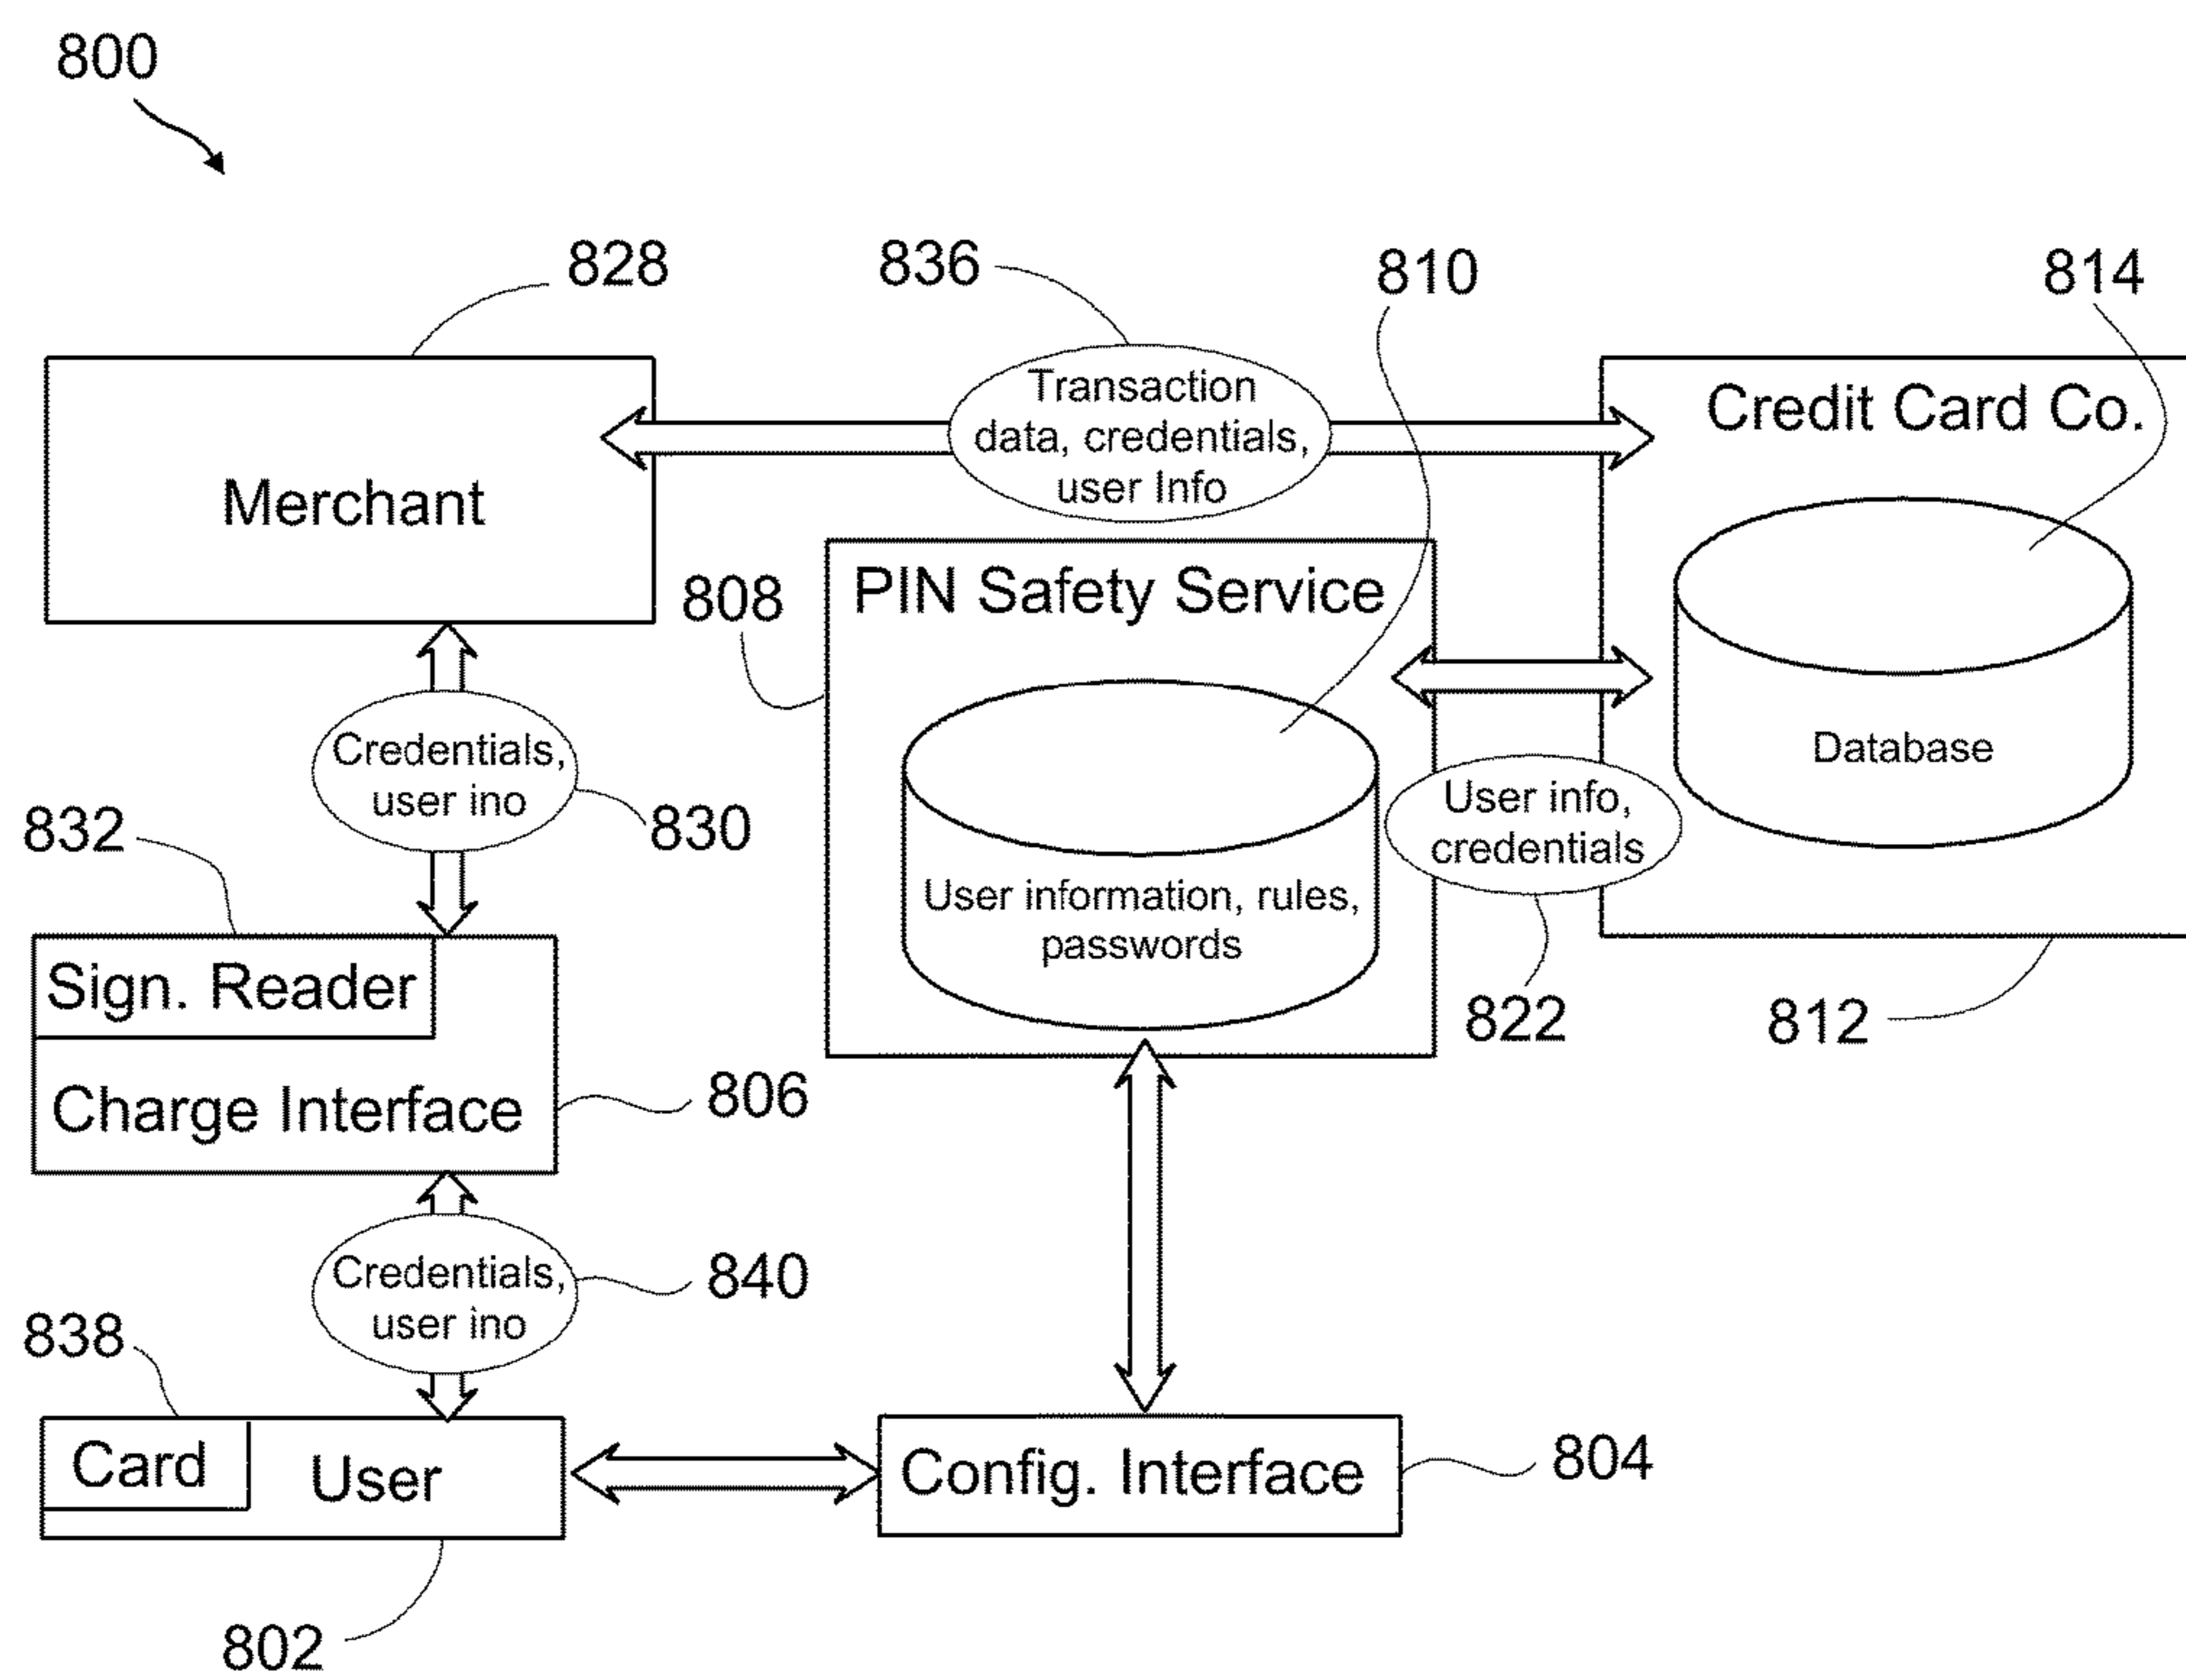 800
828
836
810
814
Transaction
data, credentials,
user Info
Credit Card Co.
Merchant
808
PIN Safety Service
Credentials,
user ino
830
832
Database
User info,
credentials
User information, rules,
passwords
822
812
Sign. Reader
Charge Interface
806
Credentials,
user ino
840
838
Card
User
Config. Interface
804
802